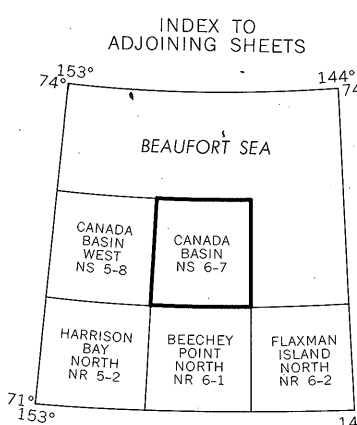 INDEX TO
ADJOINING SHEETS
153°
144°
74°
74
BEAUFORT SEA
CANADA
BASIN
WEST
NS 5-8
CANADA
BASIN
NS 6-7
HARRISON
BAY
NORTH
NR 5-2
BEECHEY
POINT
NORTH
NR 6-1
FLAXMAN
ISLAND
NORTH
NR 6-2
71°
153°